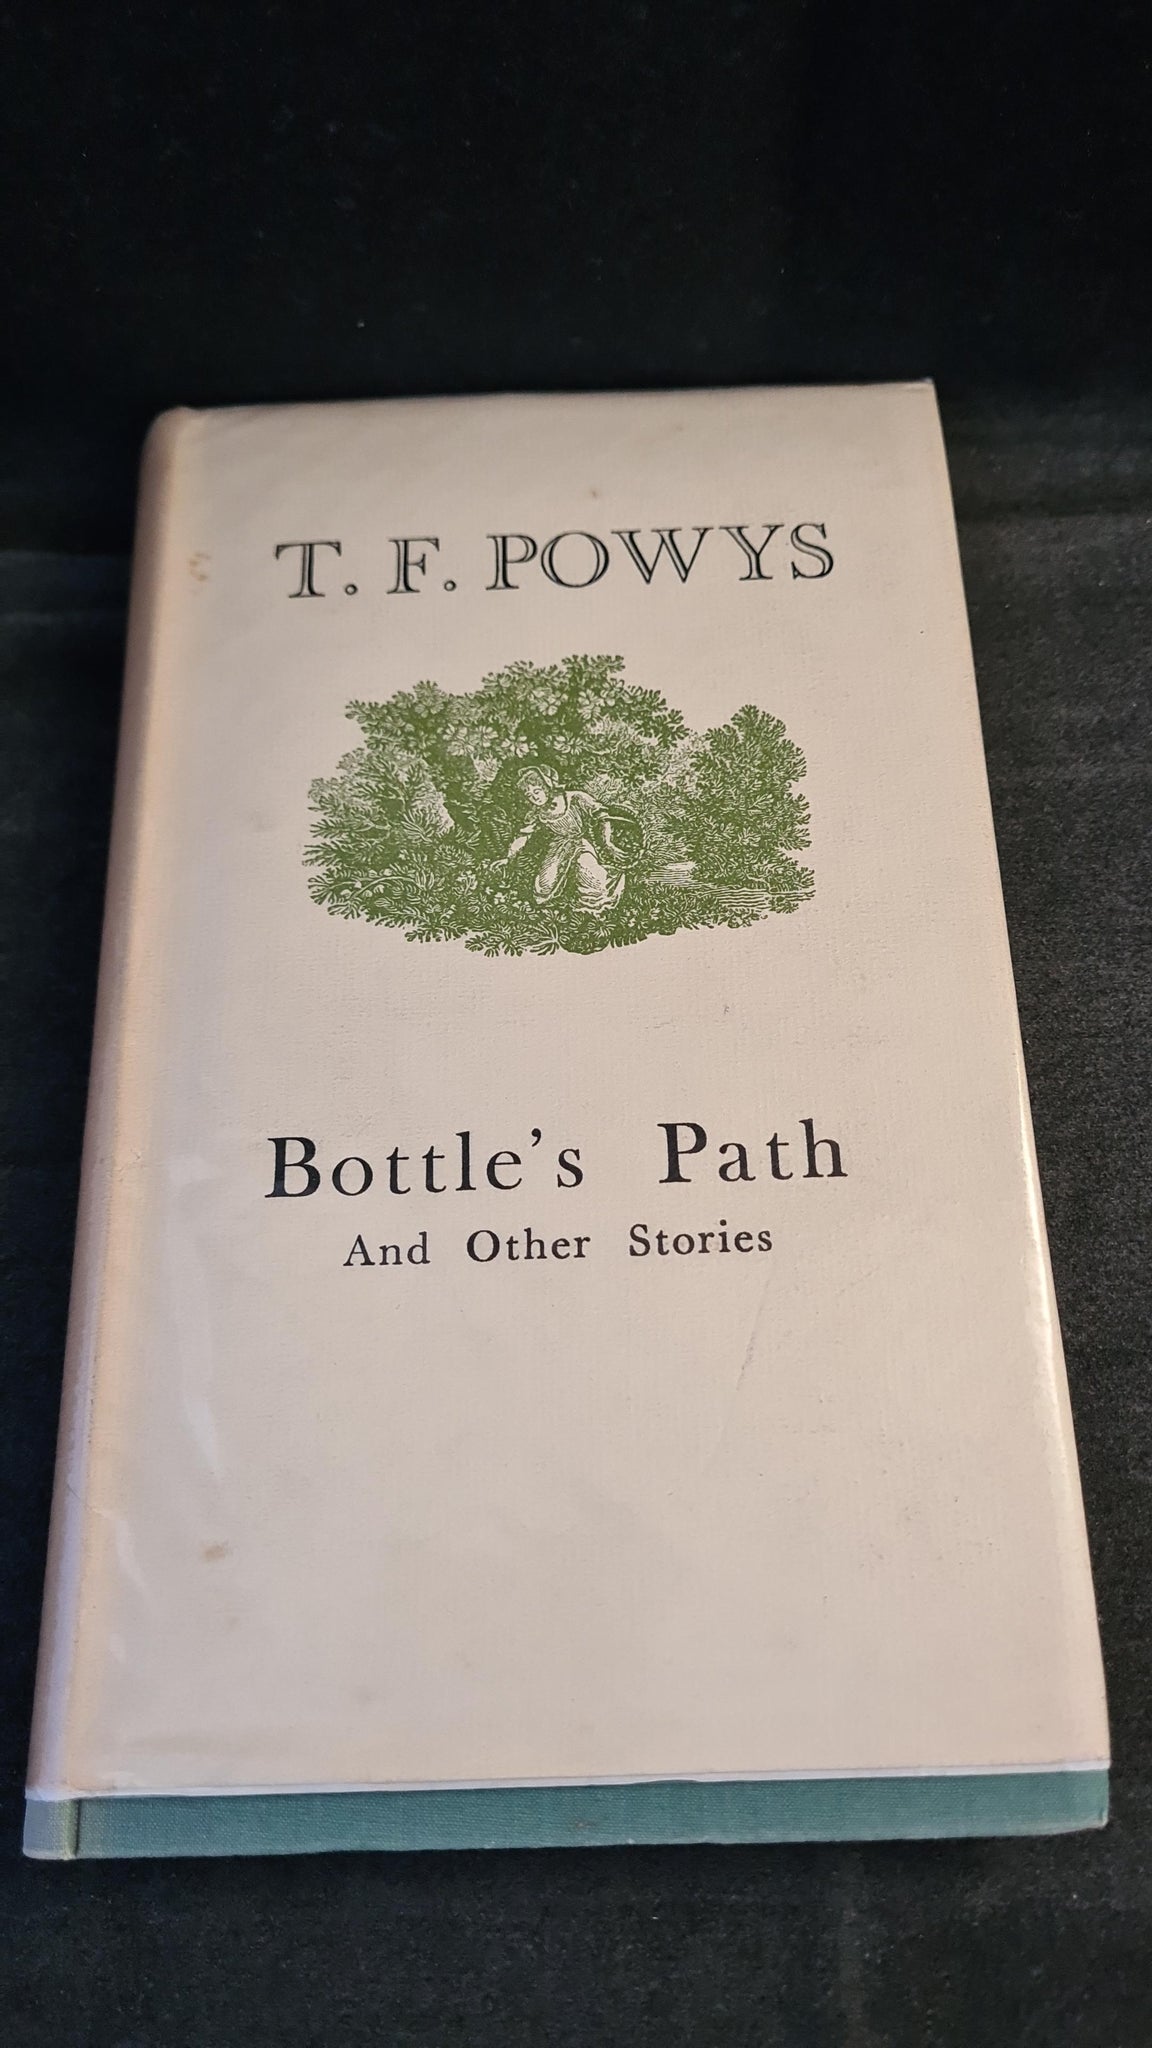 T. F. POWYS
Bottle's Path
And Other Stories